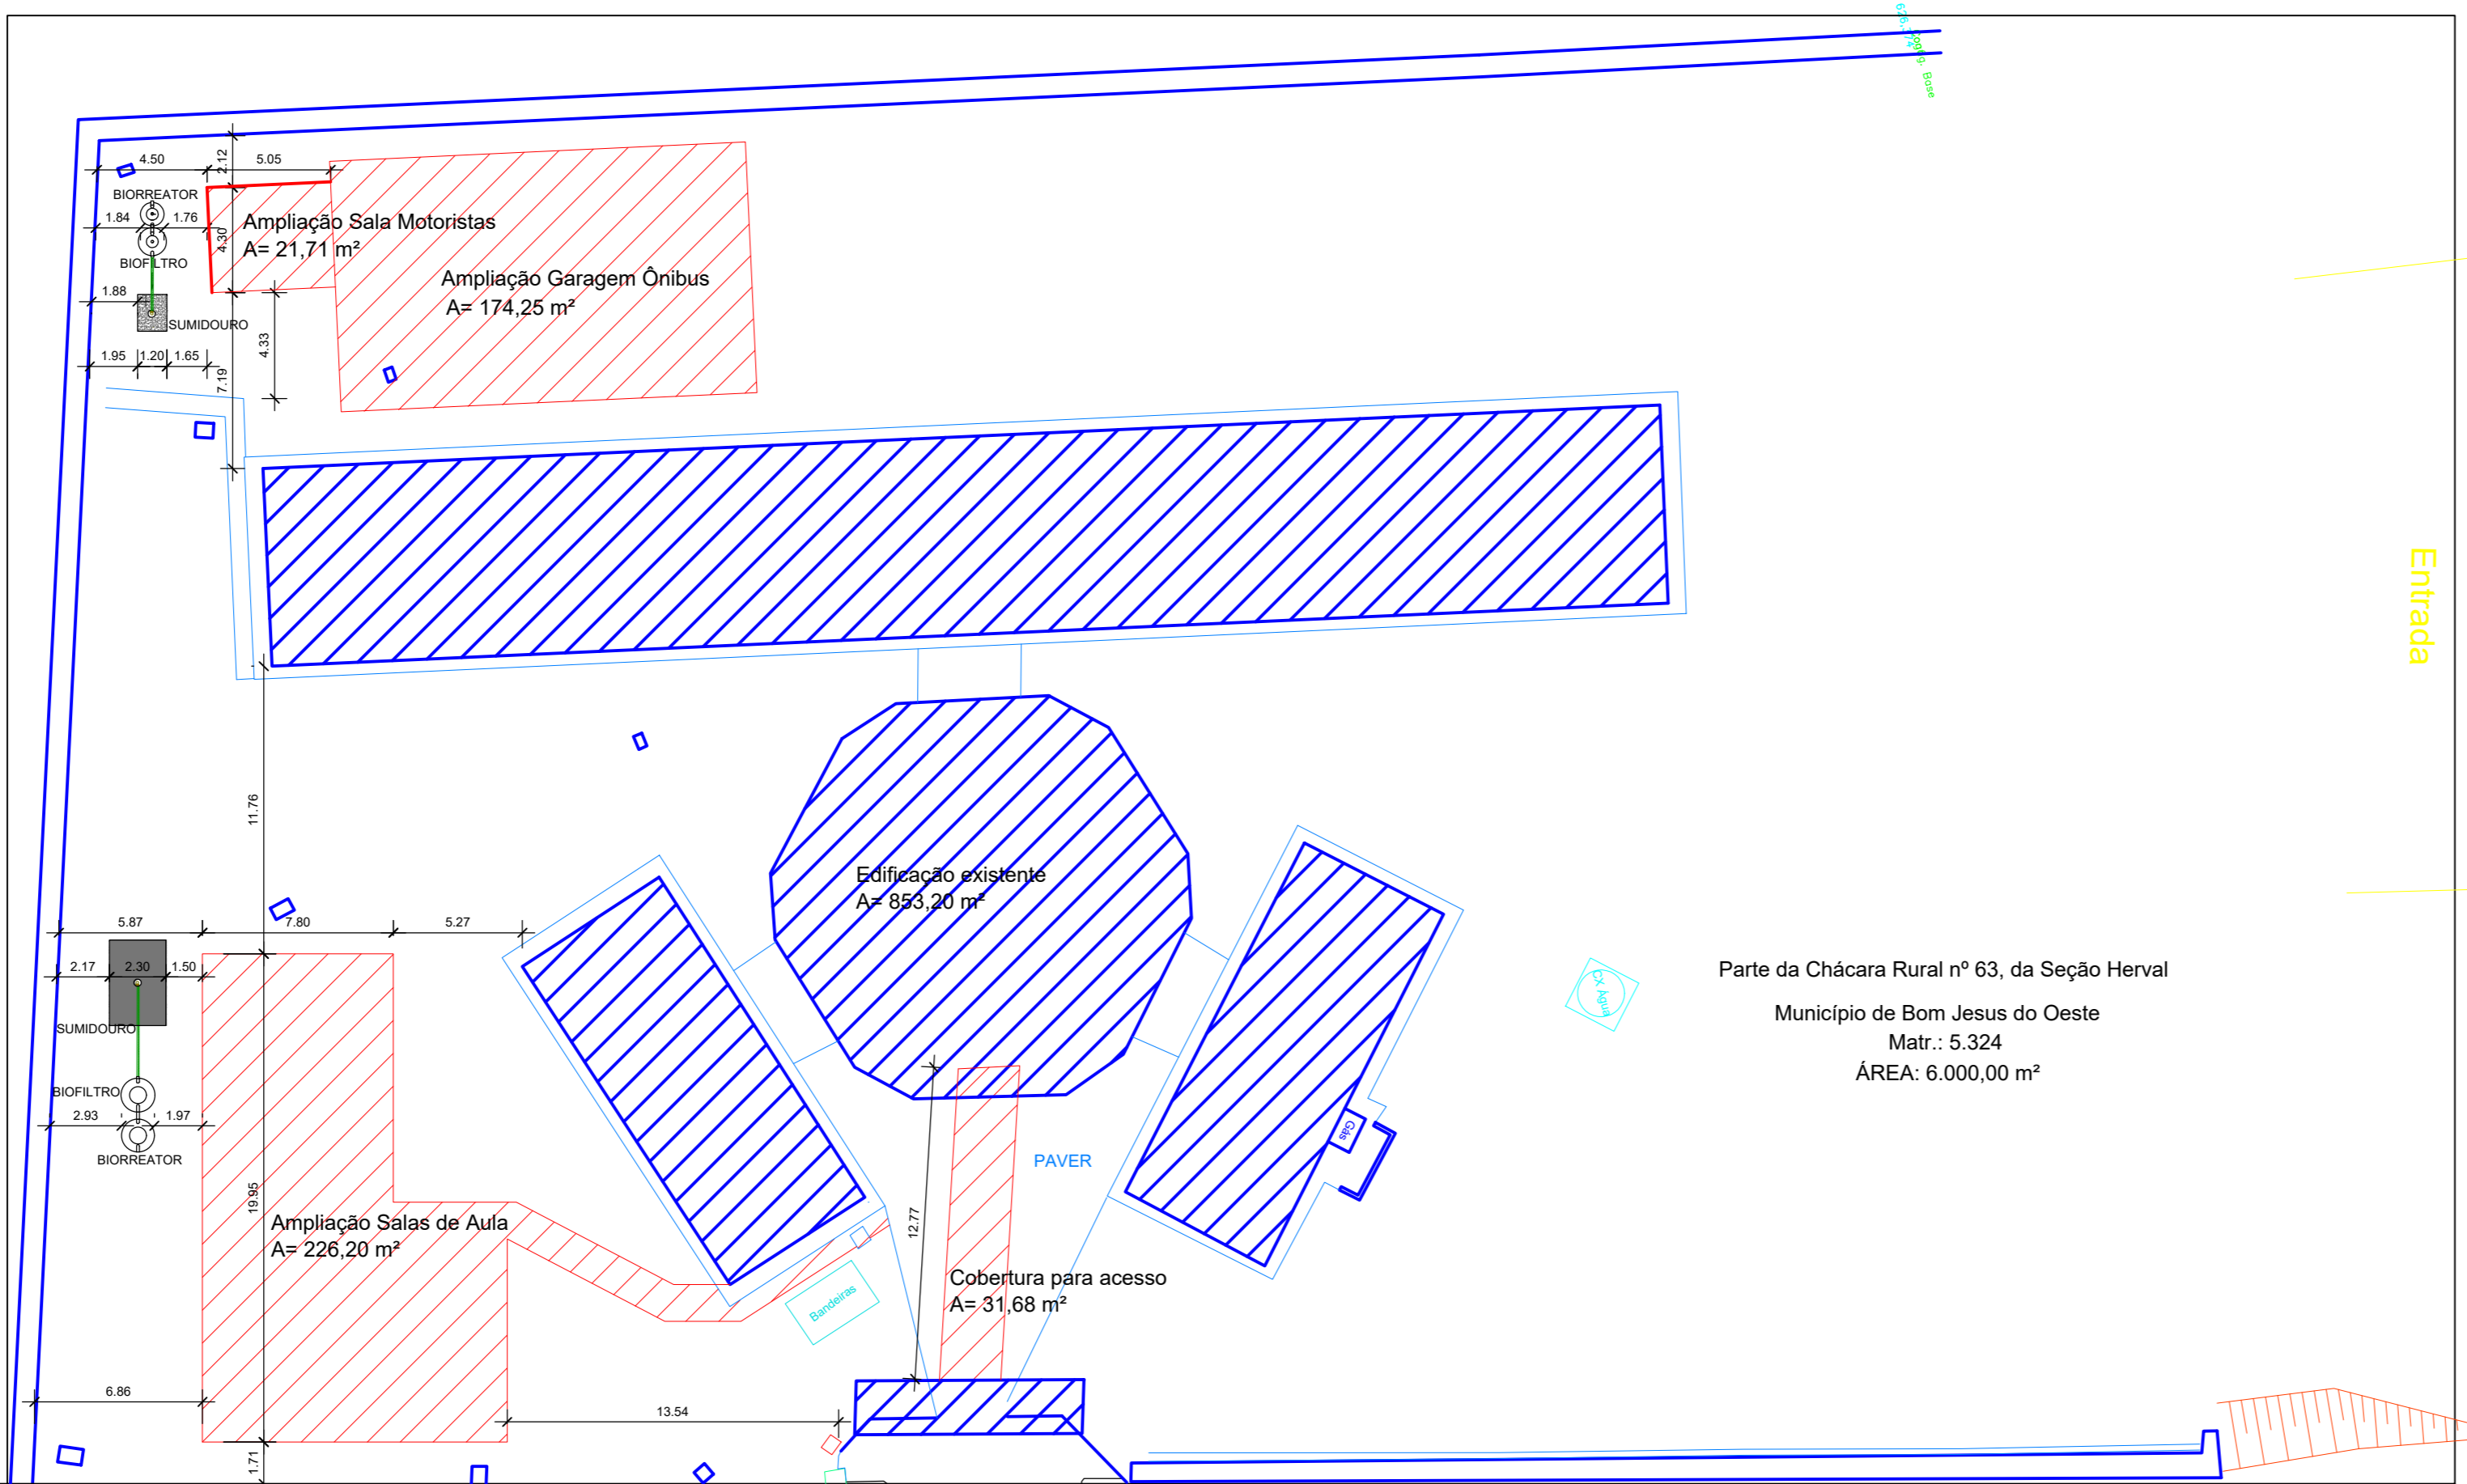 Cong. Base
4.50
2.12
5.05
BIORREATOR
1.84
1.76
4.30
Ampliação Sala Motoristas
A= 21,71 m²
BIOFILTRO
Ampliação Garagem Ônibus
A= 174,25 m²
1.88
SUMIDOURO
4.33
1.95
1.20
1.65
7.19
Entrada
11.76
Edificação existente
A= 853,20 m²
5.87
7.80
5.27
2.17
2.30
1.50
CX Água
Parte da Chácara Rural nº 63, da Seção Herval
Município de Bom Jesus do Oeste
Matr.: 5.324
ÁREA: 6.000,00 m²
SUMIDOURO
BIOFILTRO
2.93
1.97
BIORREATOR
Gás
PAVER
19.95
Ampliação Salas de Aula
A= 226,20 m²
12.77
Cobertura para acesso
A= 31,68 m²
Bandeiras
6.86
13.54
1.71